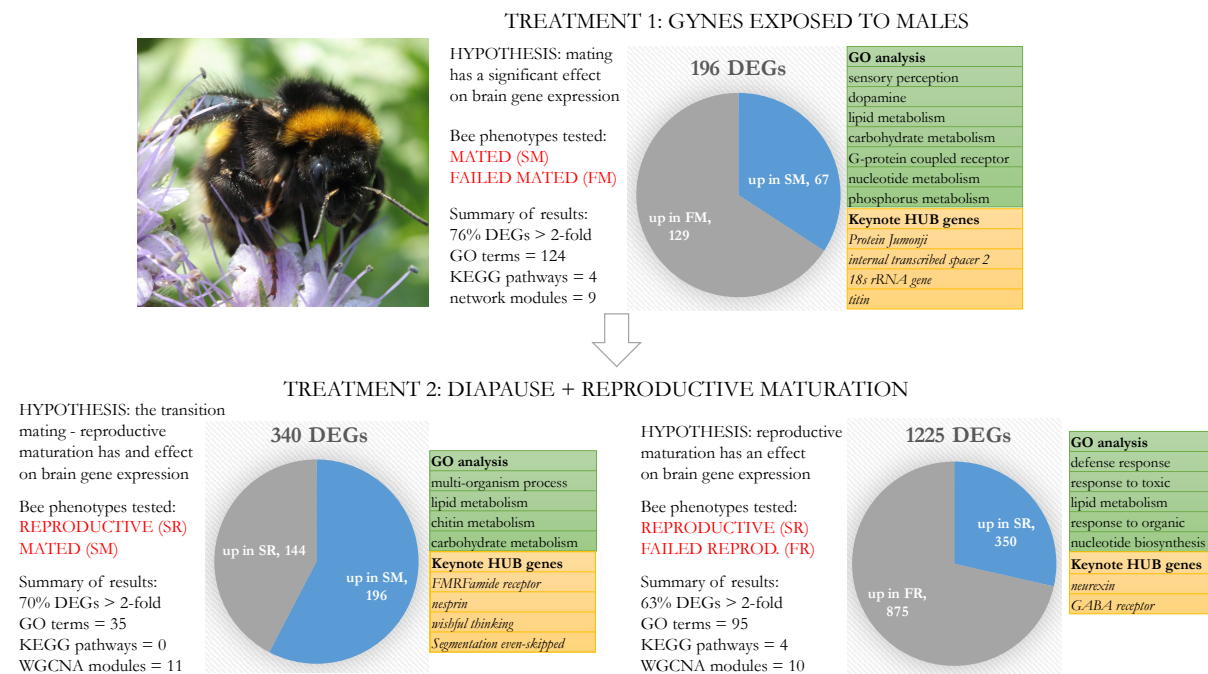 TREATMENT 1: GYNES EXPOSED TO MALES
HYPOTHESIS: mating
has a significant effect
on brain gene expression
Bee phenotypes tested:
MATED (SM)
FAILED MATED (FM)
Summary of results:
76% DEGs > 2-fold
GO terms = 124
KEGG pathways = 4
network modules = 9
196 DEGs
up in SM, 67
up in FM,
129
GO analysis
sensory perception
dopamine
lipid metabolism
carbohydrate metabolism
G-protein coupled receptor
nucleotide metabolism
phosphorus metabolism
Keynote HUB genes
Protein Jumonji
internal transcribed spacer 2
18s rRNA gene
titin
TREATMENT 2: DIAPAUSE + REPRODUCTIVE MATURATION
HYPOTHESIS: the transition
mating - reproductive
maturation has and effect
on brain gene expression
Bee phenotypes tested:
REPRODUCTIVE (SR)
MATED (SM)
Summary of results:
70% DEGs > 2-fold
GO terms = 35
KEGG pathways = 0
WGCNA modules = 11
340 DEGs
up in SR, 144
up in SM,
196
GO analysis
multi-organism process
lipid metabolism
chitin metabolism
carbohydrate metabolism
Keynote HUB genes
FMRFamide receptor
nesprin
wishful thinking
Segmentation even-skipped
HYPOTHESIS: reproductive
maturation has an effect
on brain gene expression
Bee phenotypes tested:
REPRODUCTIVE (SR)
FAILED REPROD. (FR)
Summary of results:
63% DEGs > 2-fold
GO terms = 95
KEGG pathways = 4
WGCNA modules = 10
1225 DEGs
up in SR,
350
up in FR,
875
GO analysis
defense response
response to toxic
lipid metabolism
response to organic
nucleotide biosynthesis
Keynote HUB genes
neurexin
GABA receptor